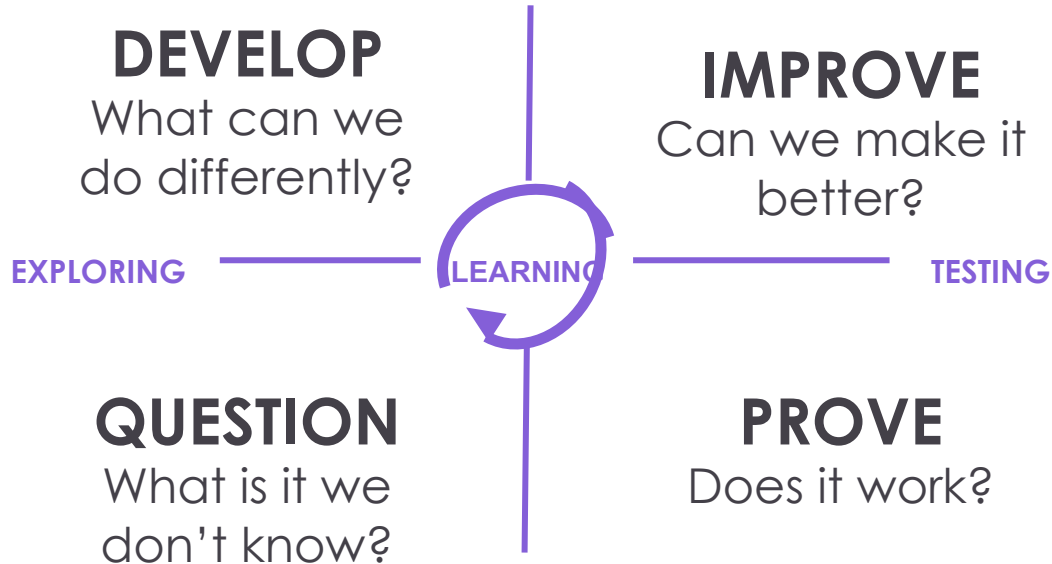 DEVELOP
What can we
do differently?
IMPROVE
Can we make it
better?
EXPLORING
LEARNING
TESTING
QUESTION
What is it we
don't know?
PROVE
Does it work?